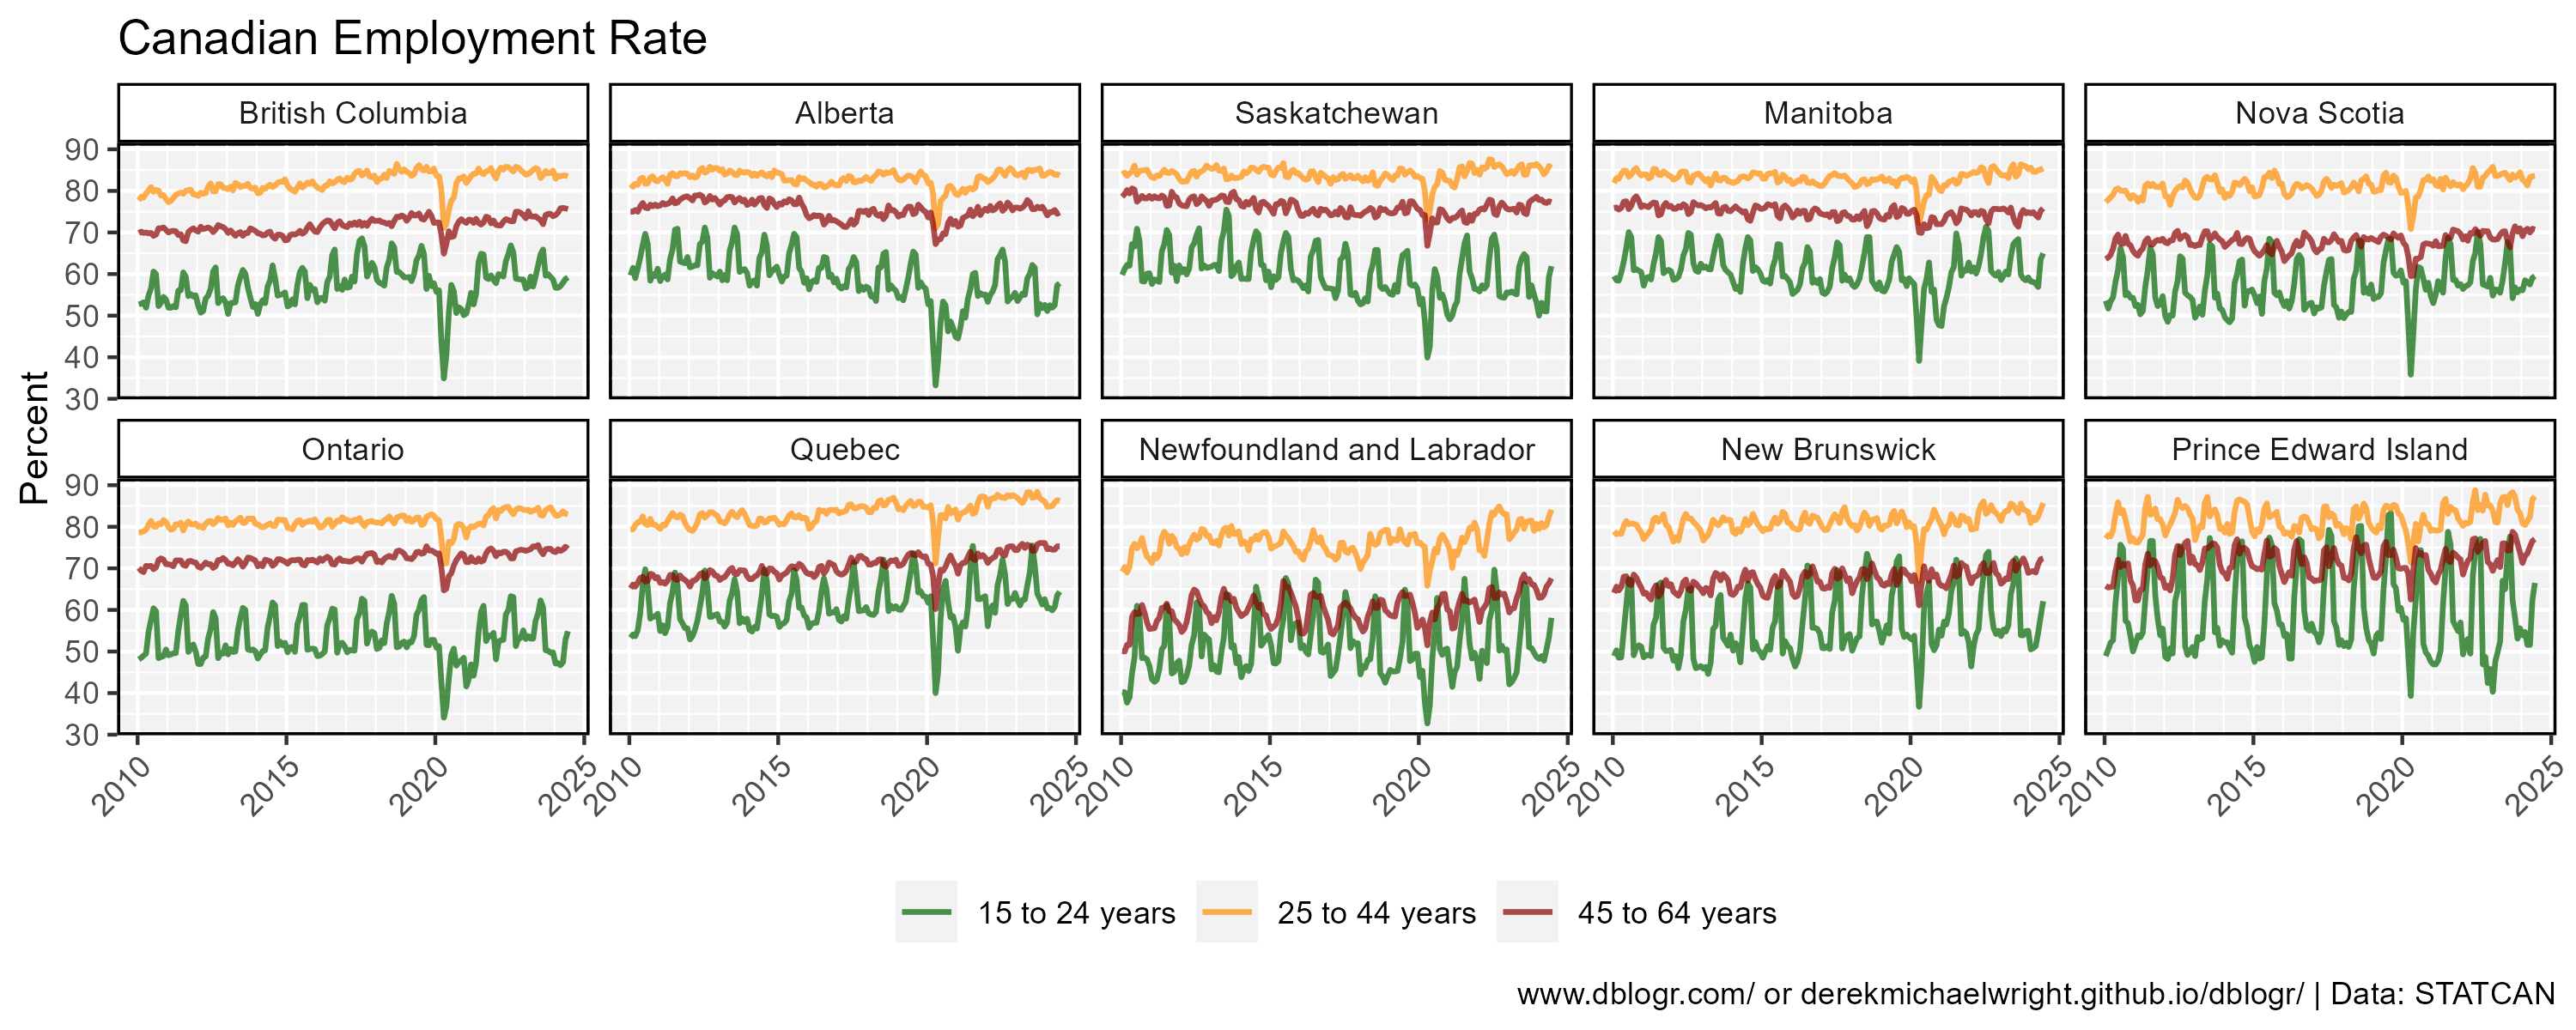 Canadian Employment Rate
British Columbia
Alberta
Saskatchewan
Manitoba
Nova Scotia
90
80
70
60
50
40
30
Percent
Ontario
Quebec
Newfoundland and Labrador
New Brunswick
Prince Edward Island
90
80
70
60
50
40
30
2010
2015
2020
2025
2010
2015
2020
2025
2010
2015
2020
2025
2010
2015
2020
2025
2010
2015
2020
2025
15 to 24 years
25 to 44 years
45 to 64 years
www.dblogr.com/ or derekmichaelwright.github.io/dblogr/ | Data: STATCAN